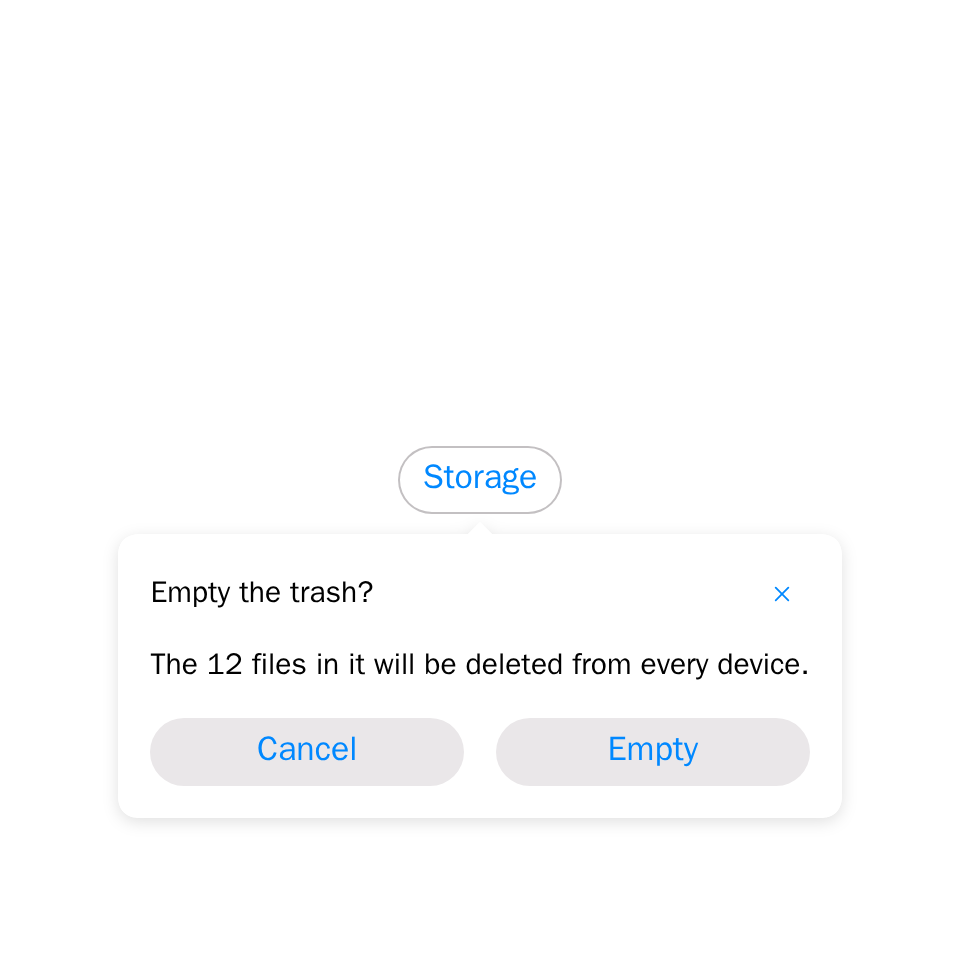 Storage
Empty the trash?
The 12 files in it will be deleted from every device.
Cancel
Empty